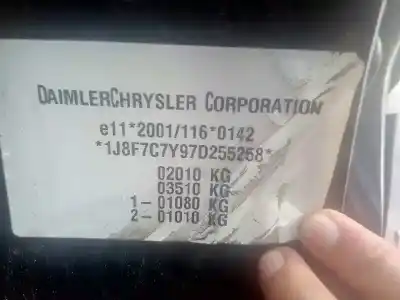 DAIMLERCHRYSLER CORPORATION
e11*2001/116*0142
*1J8F7C7Y97D255258*
02010 KG
03510 KG
1-01080 KG
2-01010 KG